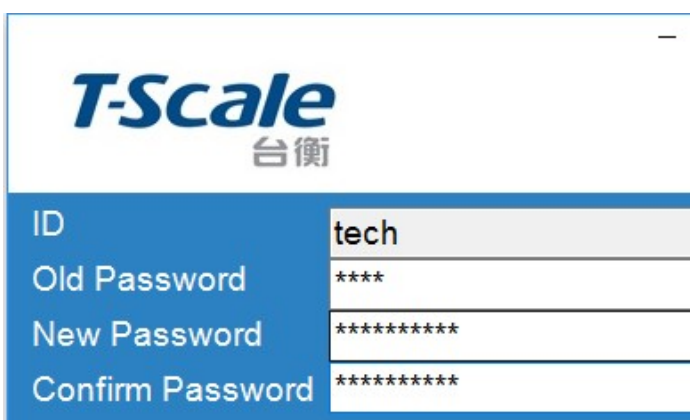 T-Scale
台衡
ID
tech
Old Password
****
New Password
**********
Confirm Password
**********